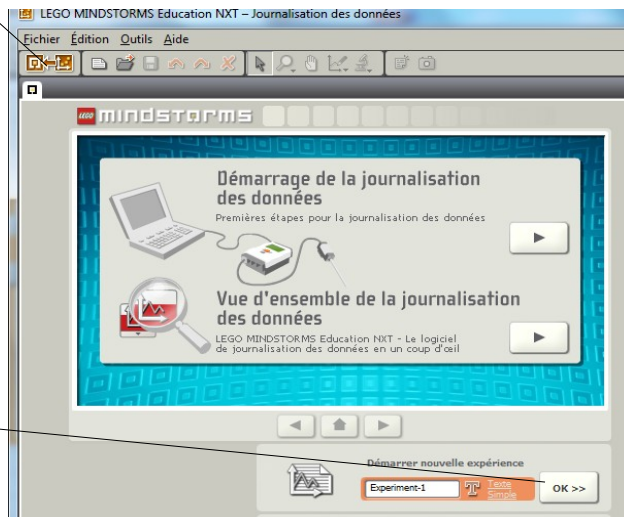 LEGO MINDSTORMS Education NXT – Journalisation des données
Fichier Édition Outils Aide
LEGO mindstorms
Démarrage de la journalisation
des données
Premières étapes pour la journalisation des données
Vue d'ensemble de la journalisation
des données
LEGO MINDSTORMS Education NXT - Le logiciel
de journalisation des données en un coup d'œil
Démarrer nouvelle expérience
Experiment-1 T Texte
Simple
OK >>